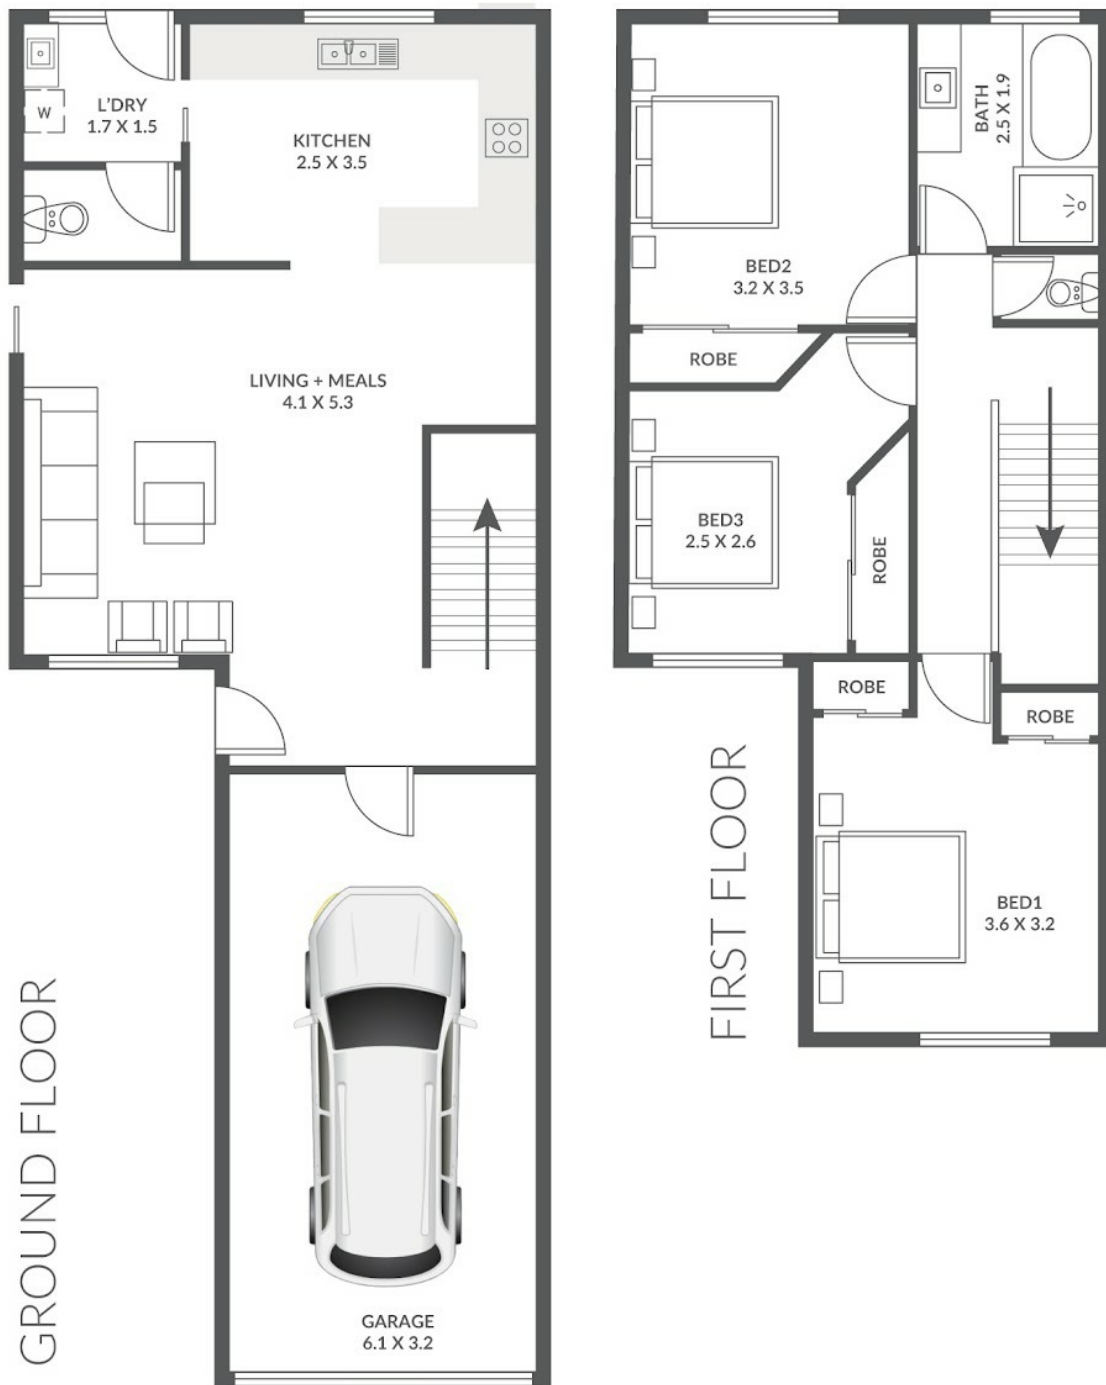 L'DRY
1.7 X 1.5
W
KITCHEN
2.5 X 3.5
LIVING + MEALS
4.1 X 5.3
GARAGE
6.1 X 3.2
GROUND FLOOR
BATH
2.5 X 1.9
BED2
3.2 X 3.5
ROBE
BED3
2.5 X 2.6
ROBE
ROBE
ROBE
BED1
3.6 X 3.2
FIRST FLOOR